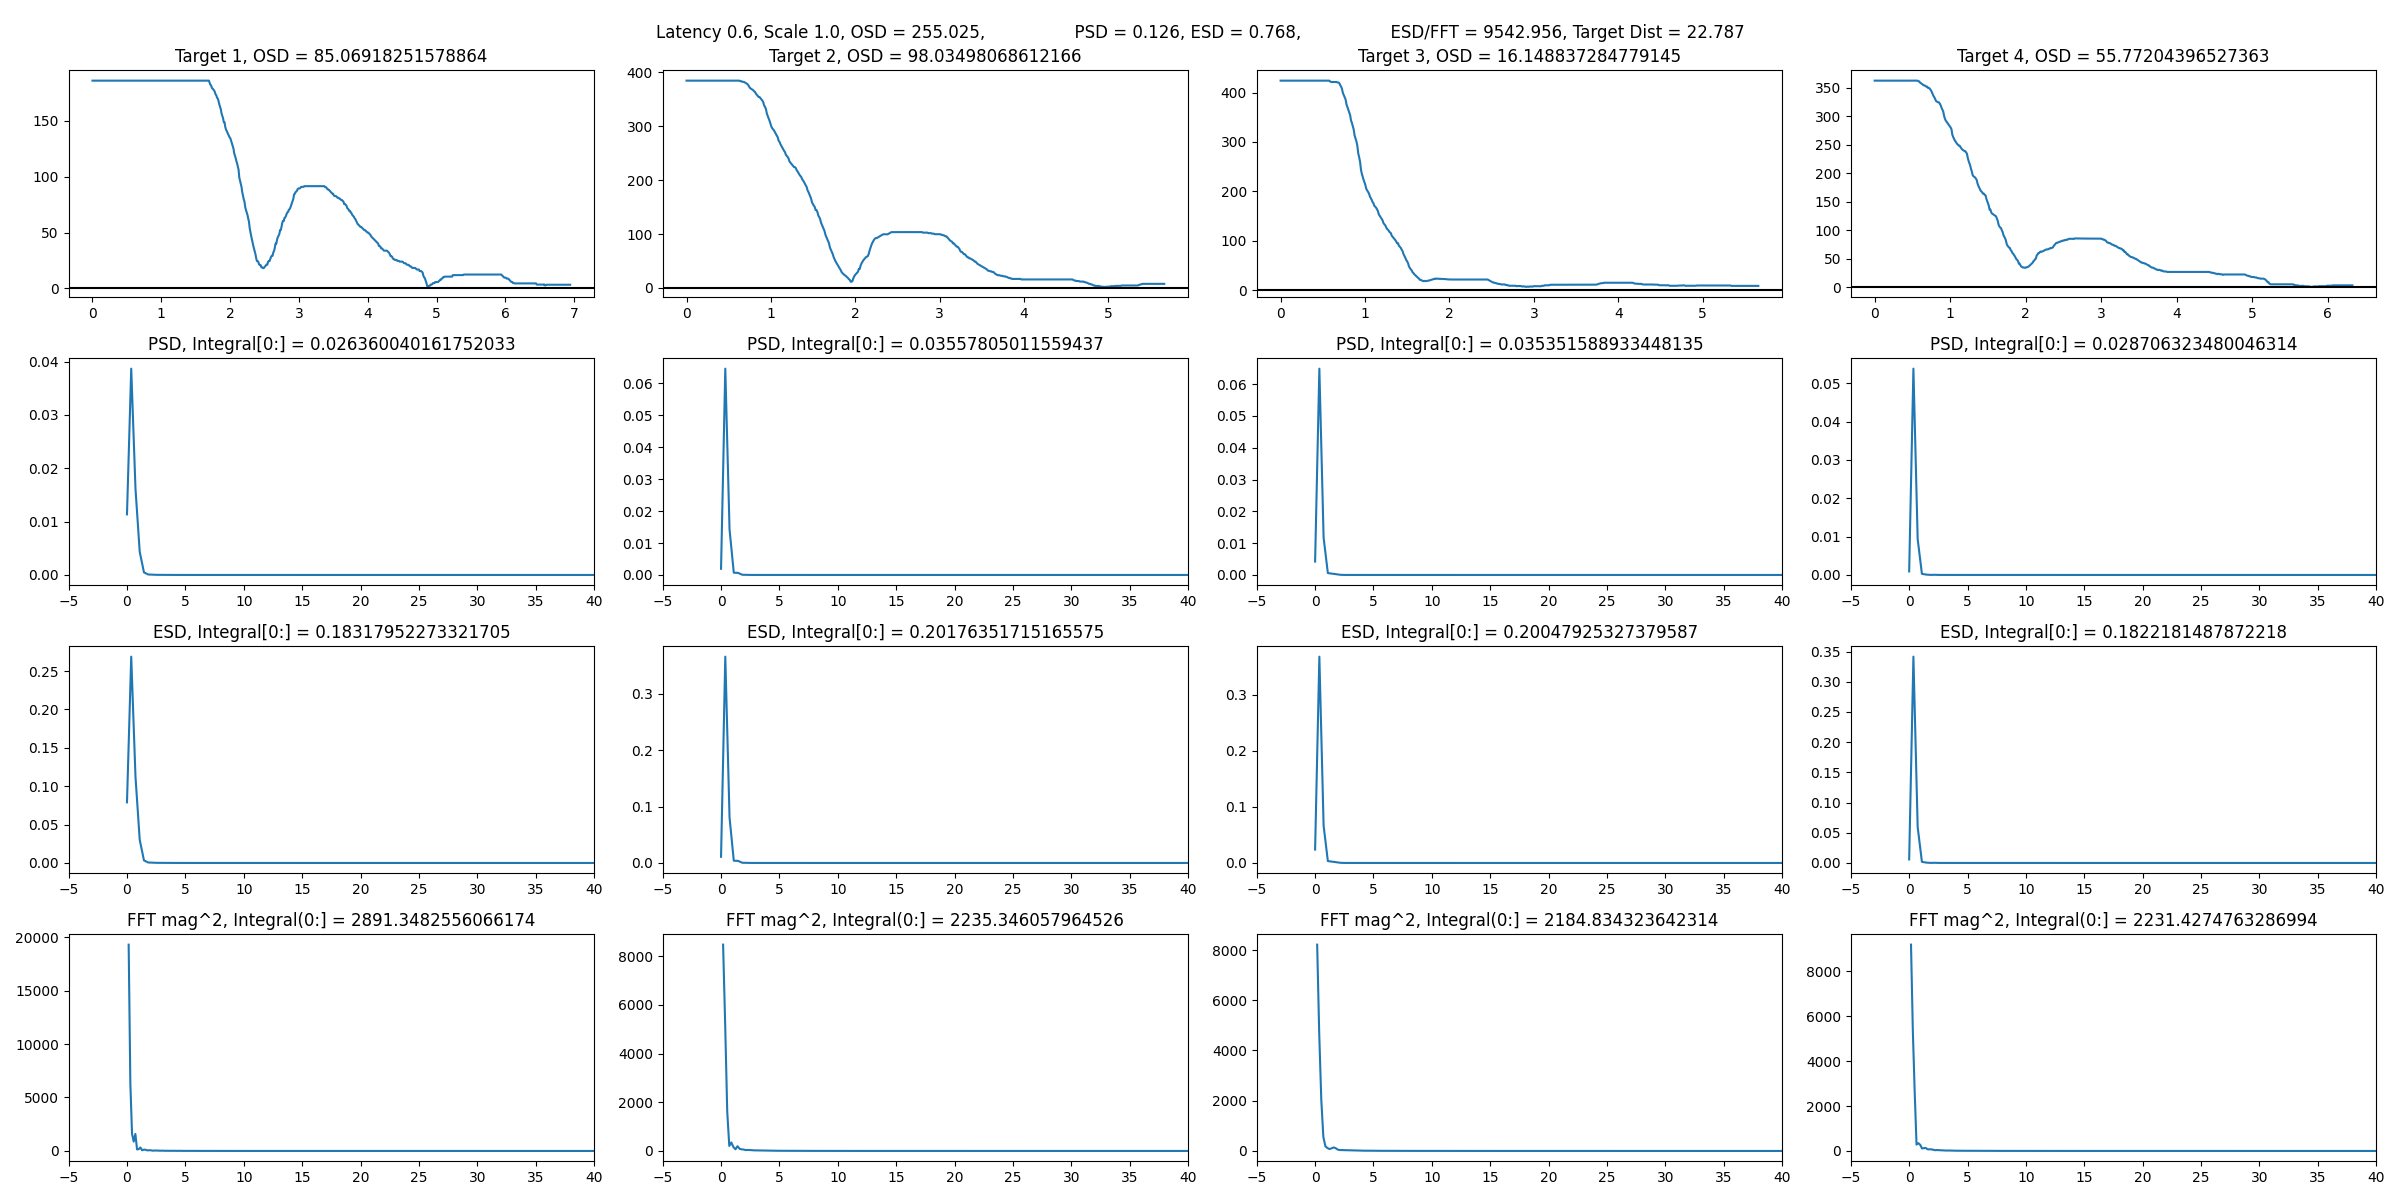 Latency 0.6, Scale 1.0, OSD = 255.025, PSD = 0.126, ESD = 0.768, ESD/FFT = 9542.956, Target Dist = 22.787
Target 1, OSD = 85.06918251578864
Target 2, OSD = 98.03498068612166
Target 3, OSD = 16.148837284779145
Target 4, OSD = 55.77204396527363
150
100
50
0
0 1 2 3 4 5 6 7
400
300
200
100
0
0 1 2 3 4 5
400
300
200
100
0
0 1 2 3 4 5
350
300
250
200
150
100
50
0
0 1 2 3 4 5 6
PSD, Integral[0:] = 0.026360040161752033
PSD, Integral[0:] = 0.03557805011559437
PSD, Integral[0:] = 0.035351588933448135
PSD, Integral[0:] = 0.028706323480046314
0.04
0.03
0.02
0.01
0.00
−5 0 5 10 15 20 25 30 35 40
0.06
0.05
0.04
0.03
0.02
0.01
0.00
−5 0 5 10 15 20 25 30 35 40
0.06
0.05
0.04
0.03
0.02
0.01
0.00
−5 0 5 10 15 20 25 30 35 40
0.05
0.04
0.03
0.02
0.01
0.00
−5 0 5 10 15 20 25 30 35 40
ESD, Integral[0:] = 0.18317952273321705
ESD, Integral[0:] = 0.20176351715165575
ESD, Integral[0:] = 0.20047925327379587
ESD, Integral[0:] = 0.1822181487872218
0.25
0.20
0.15
0.10
0.05
0.00
−5 0 5 10 15 20 25 30 35 40
0.3
0.2
0.1
0.0
−5 0 5 10 15 20 25 30 35 40
0.3
0.2
0.1
0.0
−5 0 5 10 15 20 25 30 35 40
0.35
0.30
0.25
0.20
0.15
0.10
0.05
0.00
−5 0 5 10 15 20 25 30 35 40
FFT mag^2, Integral(0:] = 2891.3482556066174
FFT mag^2, Integral(0:] = 2235.346057964526
FFT mag^2, Integral(0:] = 2184.834323642314
FFT mag^2, Integral(0:] = 2231.4274763286994
20000
15000
10000
5000
0
−5 0 5 10 15 20 25 30 35 40
8000
6000
4000
2000
0
−5 0 5 10 15 20 25 30 35 40
8000
6000
4000
2000
0
−5 0 5 10 15 20 25 30 35 40
8000
6000
4000
2000
0
−5 0 5 10 15 20 25 30 35 40